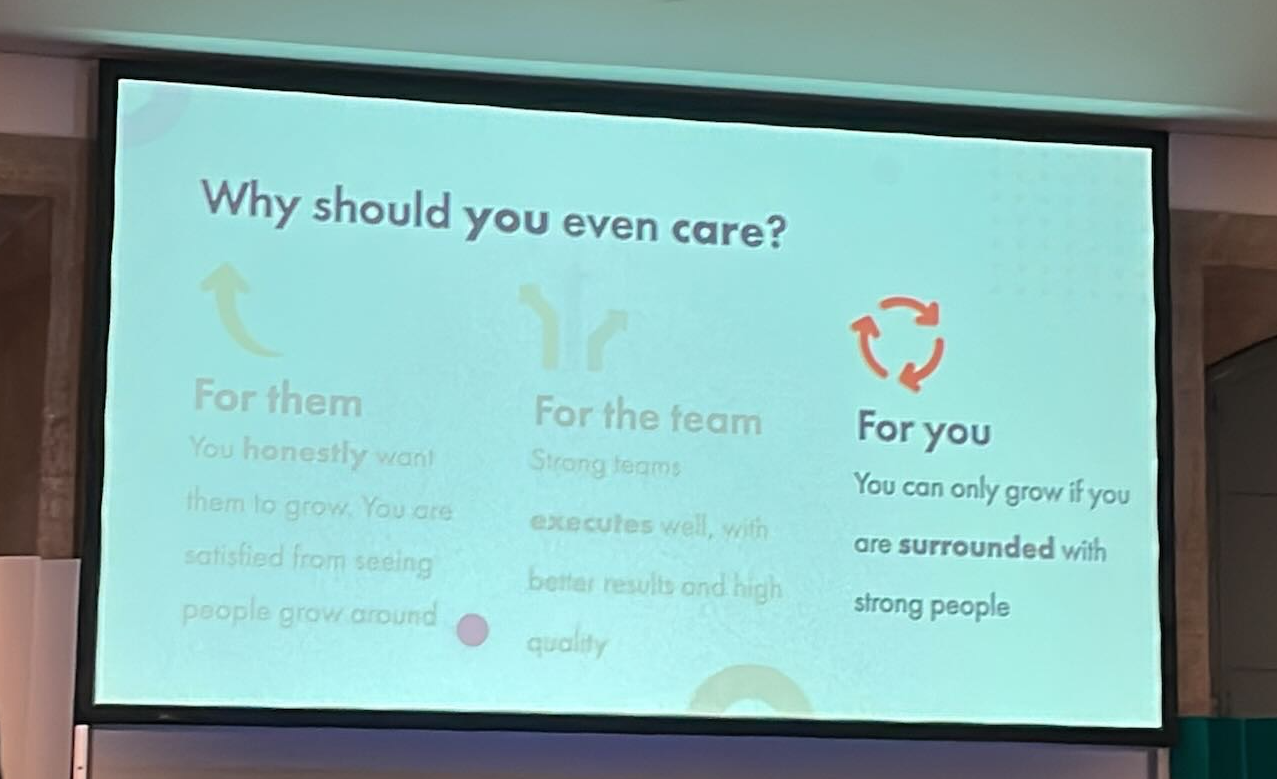 Why should you even care?
For them
You honestly want
them to grow. You are
satisfied from seeing
people grow around
For the team
Strong teams
executes well, with
better results and high
quality
For you
You can only grow if you
are surrounded with
strong people